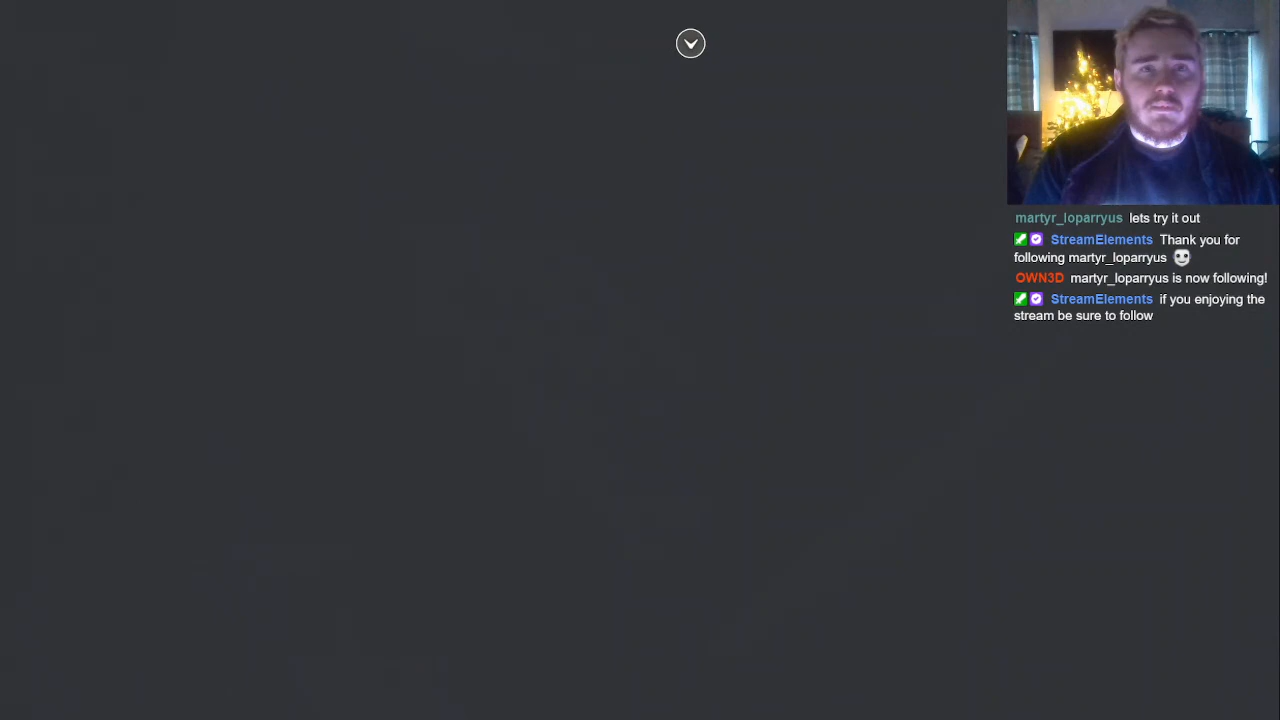 martyr_loparryus lets try it out
StreamElements Thank you for
following martyr_loparryus
OWN3D martyr_loparryus is now following!
StreamElements if you enjoying the
stream be sure to follow